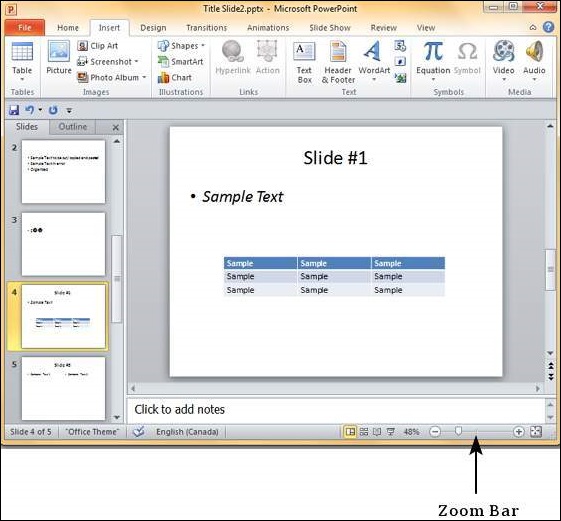 Title Slide2.pptx - Microsoft PowerPoint
File Home Insert Design Transitions Animations Slide Show Review View Acrobat
Table Picture Clip Art Screenshot Photo Album Shapes SmartArt Chart Hyperlink Action Text Box Header & Footer WordArt Equation Symbol Video Audio
Tables Images Illustrations Links Text Symbols Media
Slides Outline
2
3
4
Slide #1
• Sample Text
5
Slide #1
• Sample Text
Sample Sample Sample
Sample Sample Sample
Sample Sample Sample
Click to add notes
Slide 4 of 5 "Office Theme" English (Canada) 48%
Zoom Bar